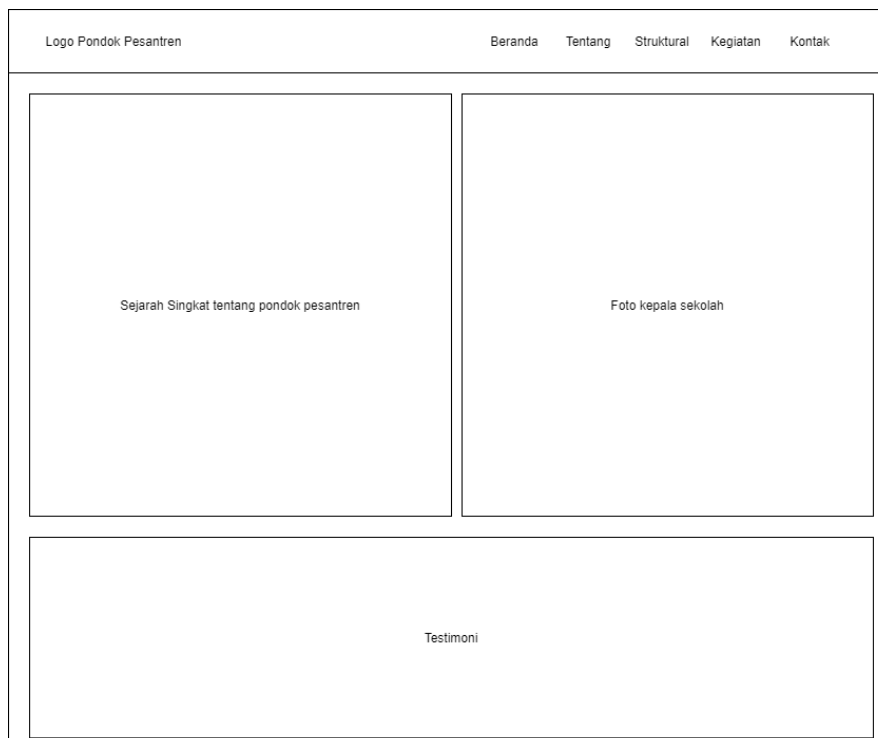 Logo Pondok Pesantren
Beranda
Tentang
Struktural
Kegiatan
Kontak
Sejarah Singkat tentang pondok pesantren
Foto kepala sekolah
Testimoni